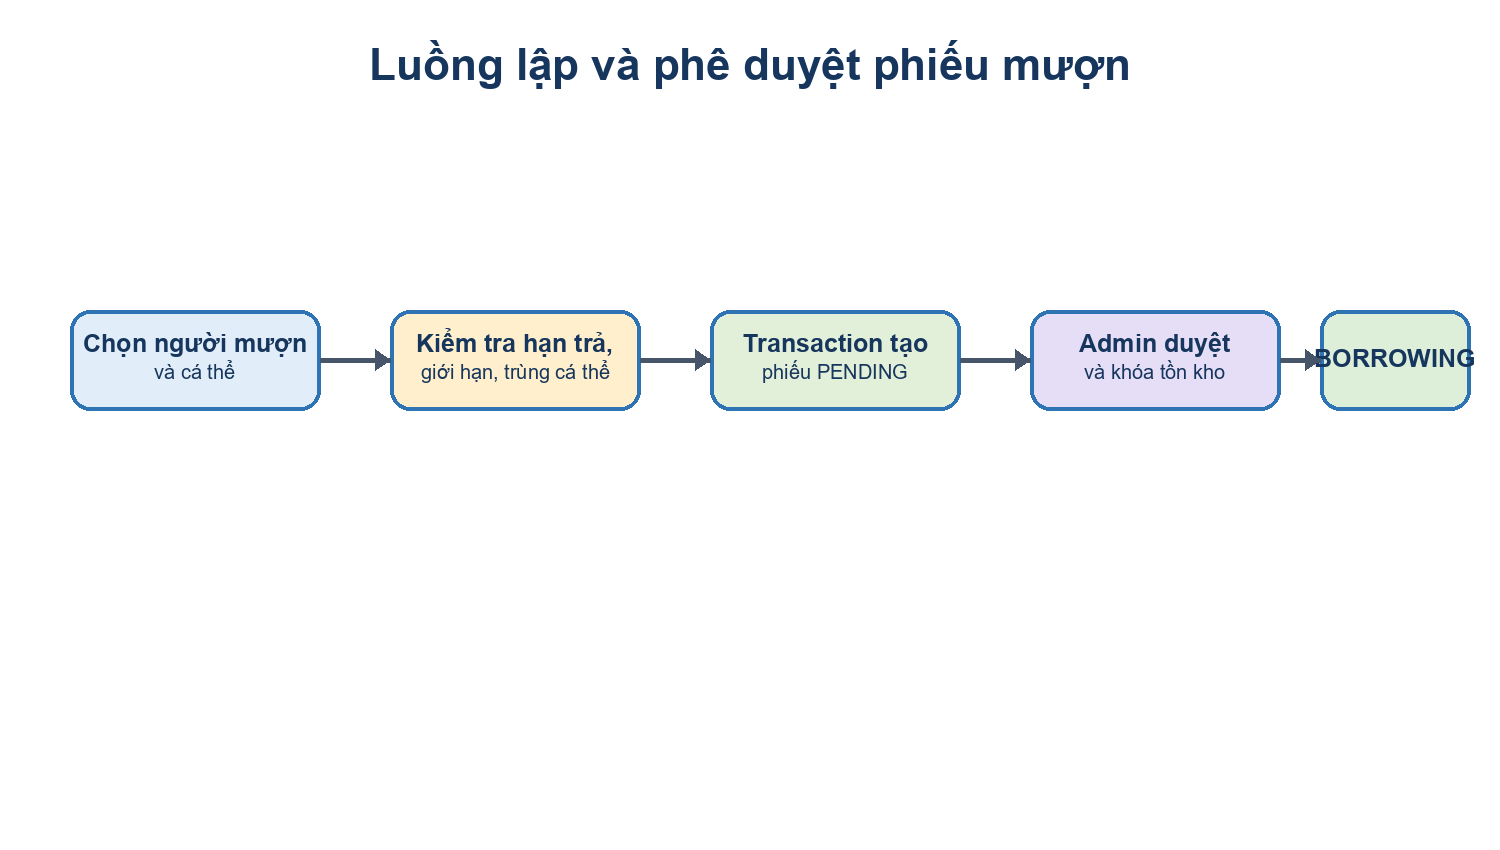 Luồng lập và phê duyệt phiếu mượn
Chọn người mượn
và cá thể
Kiểm tra hạn trả,
giới hạn, trùng cá thể
Transaction tạo
phiếu PENDING
Admin duyệt
và khóa tồn kho
BORROWING